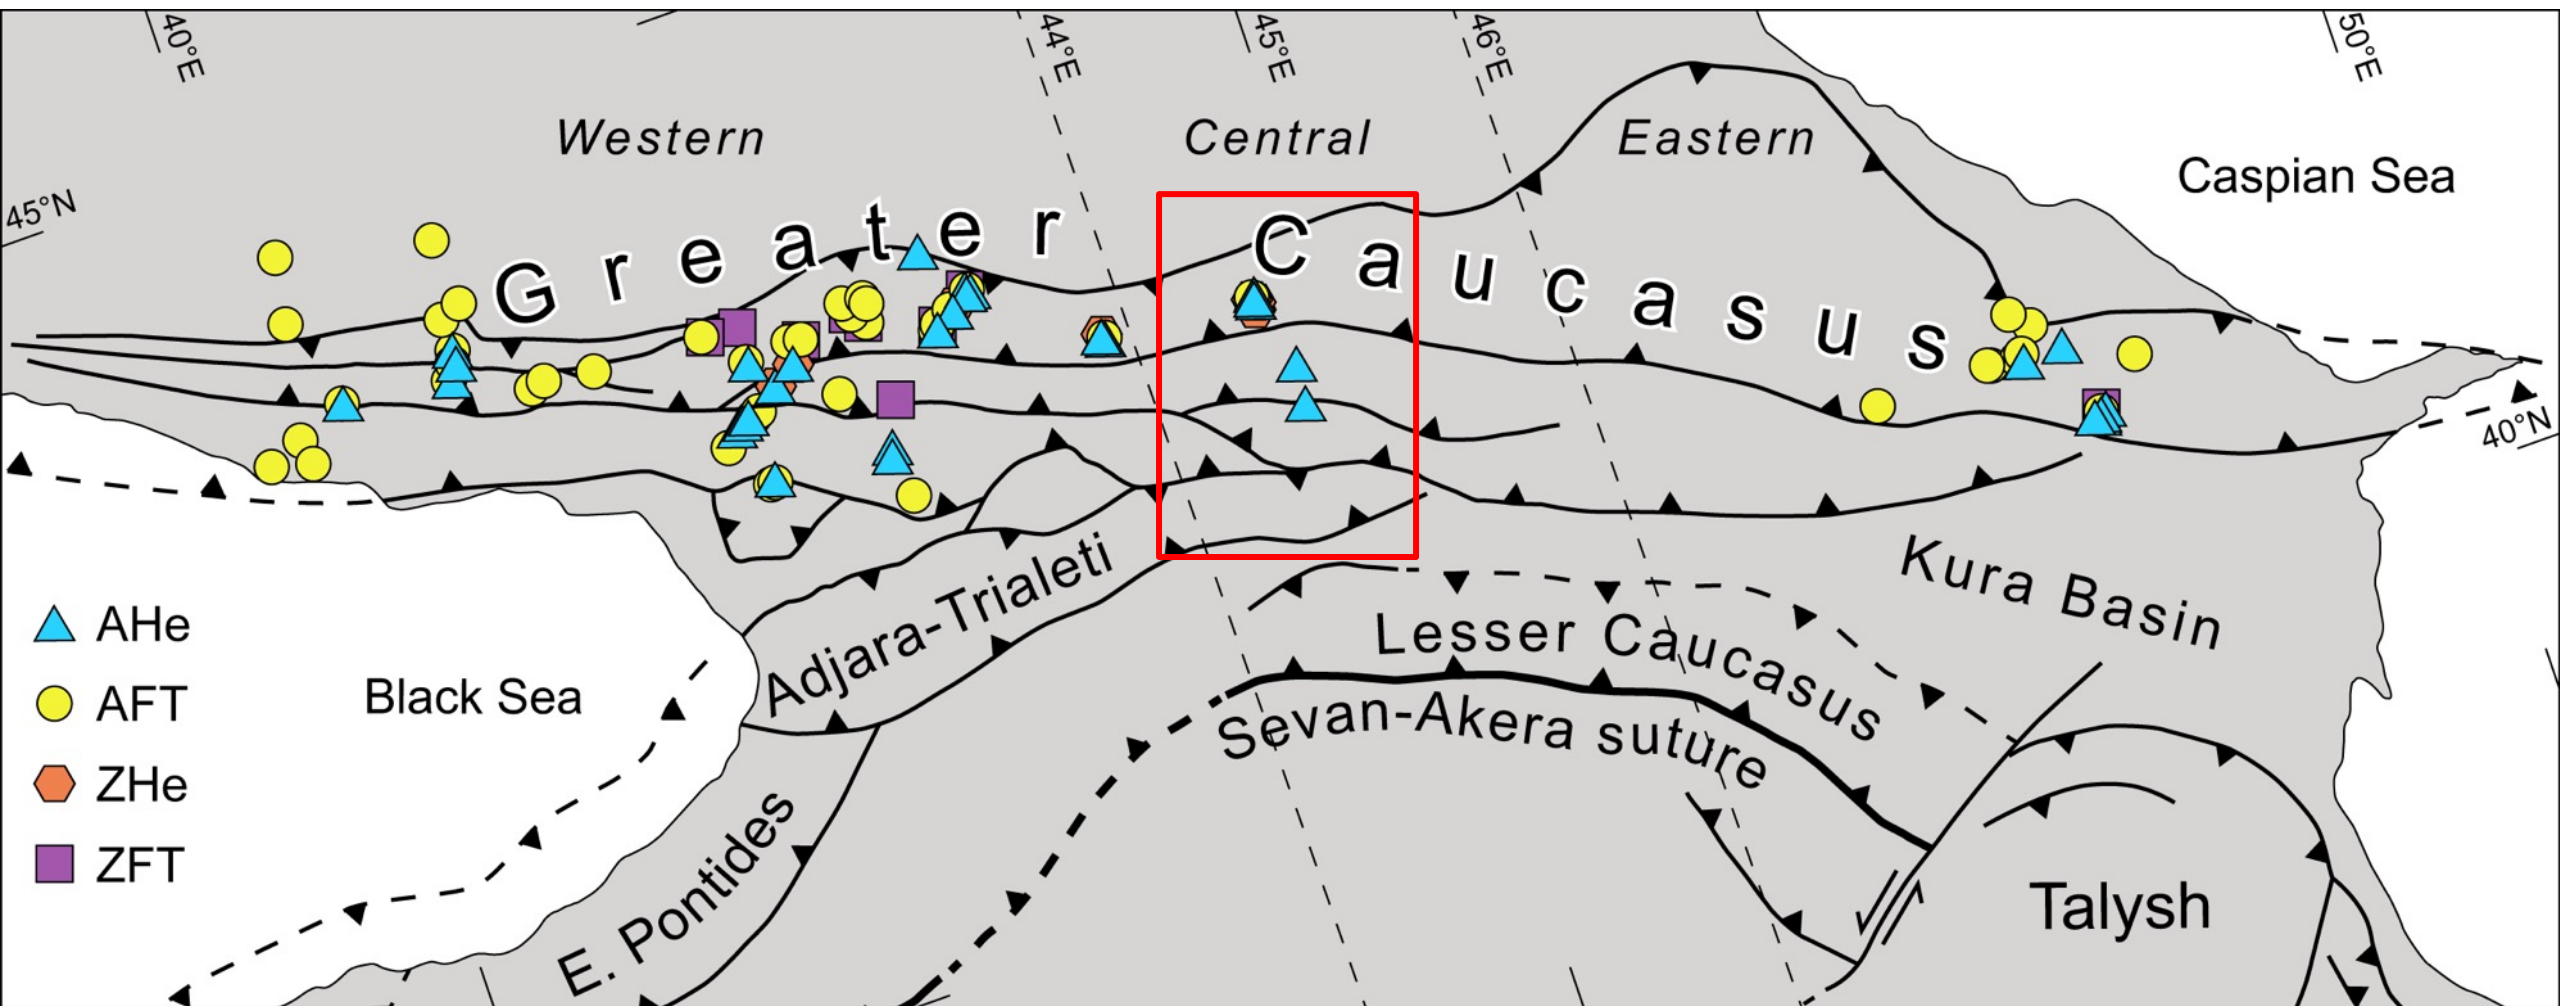 40°E
44°E
45°E
46°E
50°E
Western
Central
Eastern
Caspian Sea
45°N
Greater Caucasus
40°N
Kura Basin
Adjara-Trialeti
Lesser Caucasus
Sevan-Akera suture
Black Sea
E. Pontides
Talysh
AHe
AFT
ZHe
ZFT